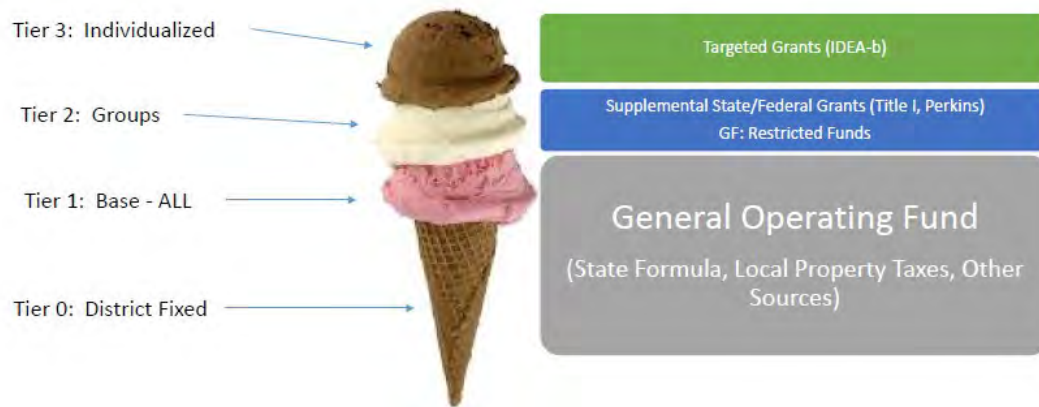 Tier 3:  Individualized
Tier 2:  Groups
Tier 1:  Base - ALL
Tier 0:  District Fixed
Targeted Grants (IDEA-b)
Supplemental State/Federal Grants (Title I, Perkins)
GF: Restricted Funds
General Operating Fund
(State Formula, Local Property Taxes, Other
Sources)